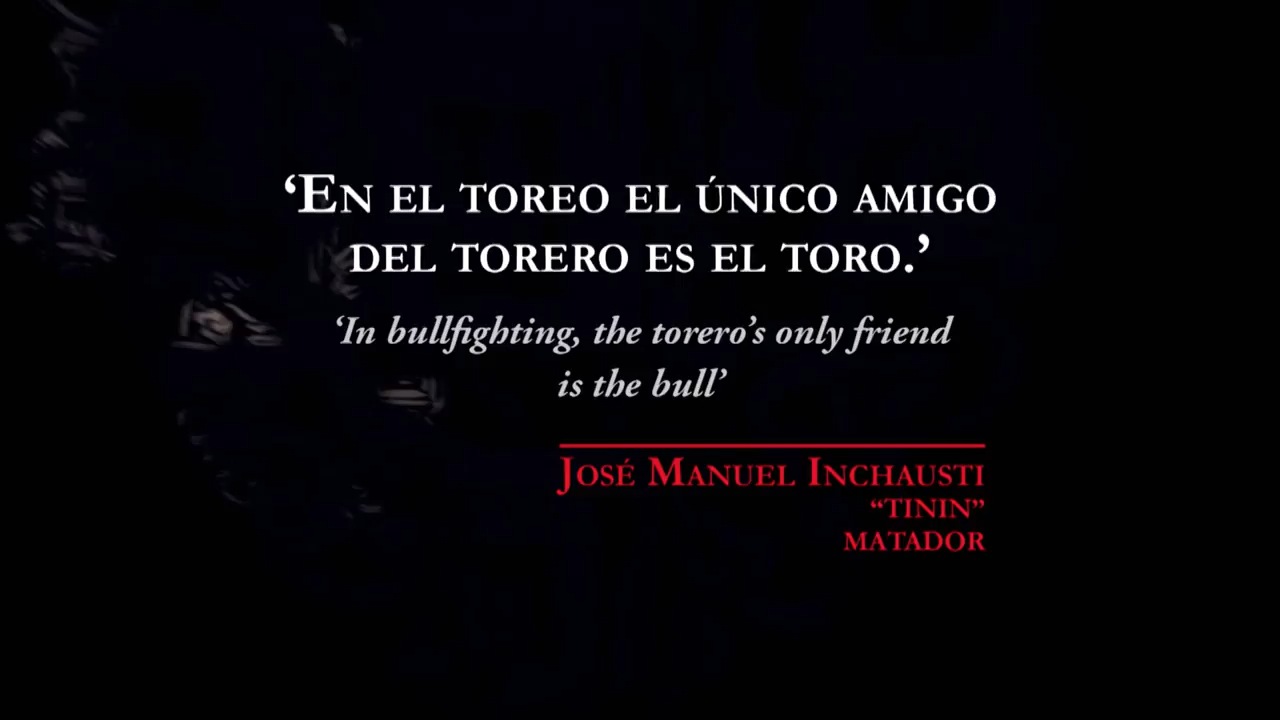 ‘En el toreo el único amigo
del torero es el toro.’
‘In bullfighting, the torero’s only friend
is the bull’
José Manuel Inchausti
“TININ”
MATADOR